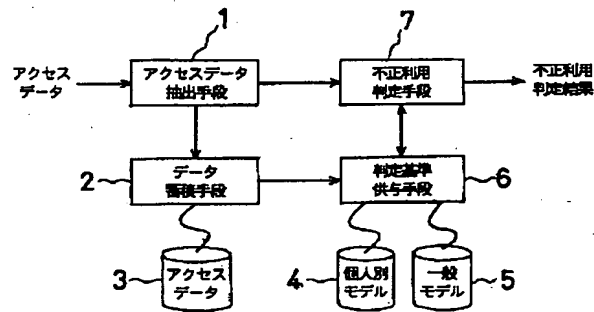 1
7
アクセス
データ
アクセスデータ
抽出手段
不正利用
判定手段
不正利用
判定結果
2
データ
蓄積手段
判定基準
供与手段
6
3
アクセス
データ
4
個人別
モデル
一般
モデル
5